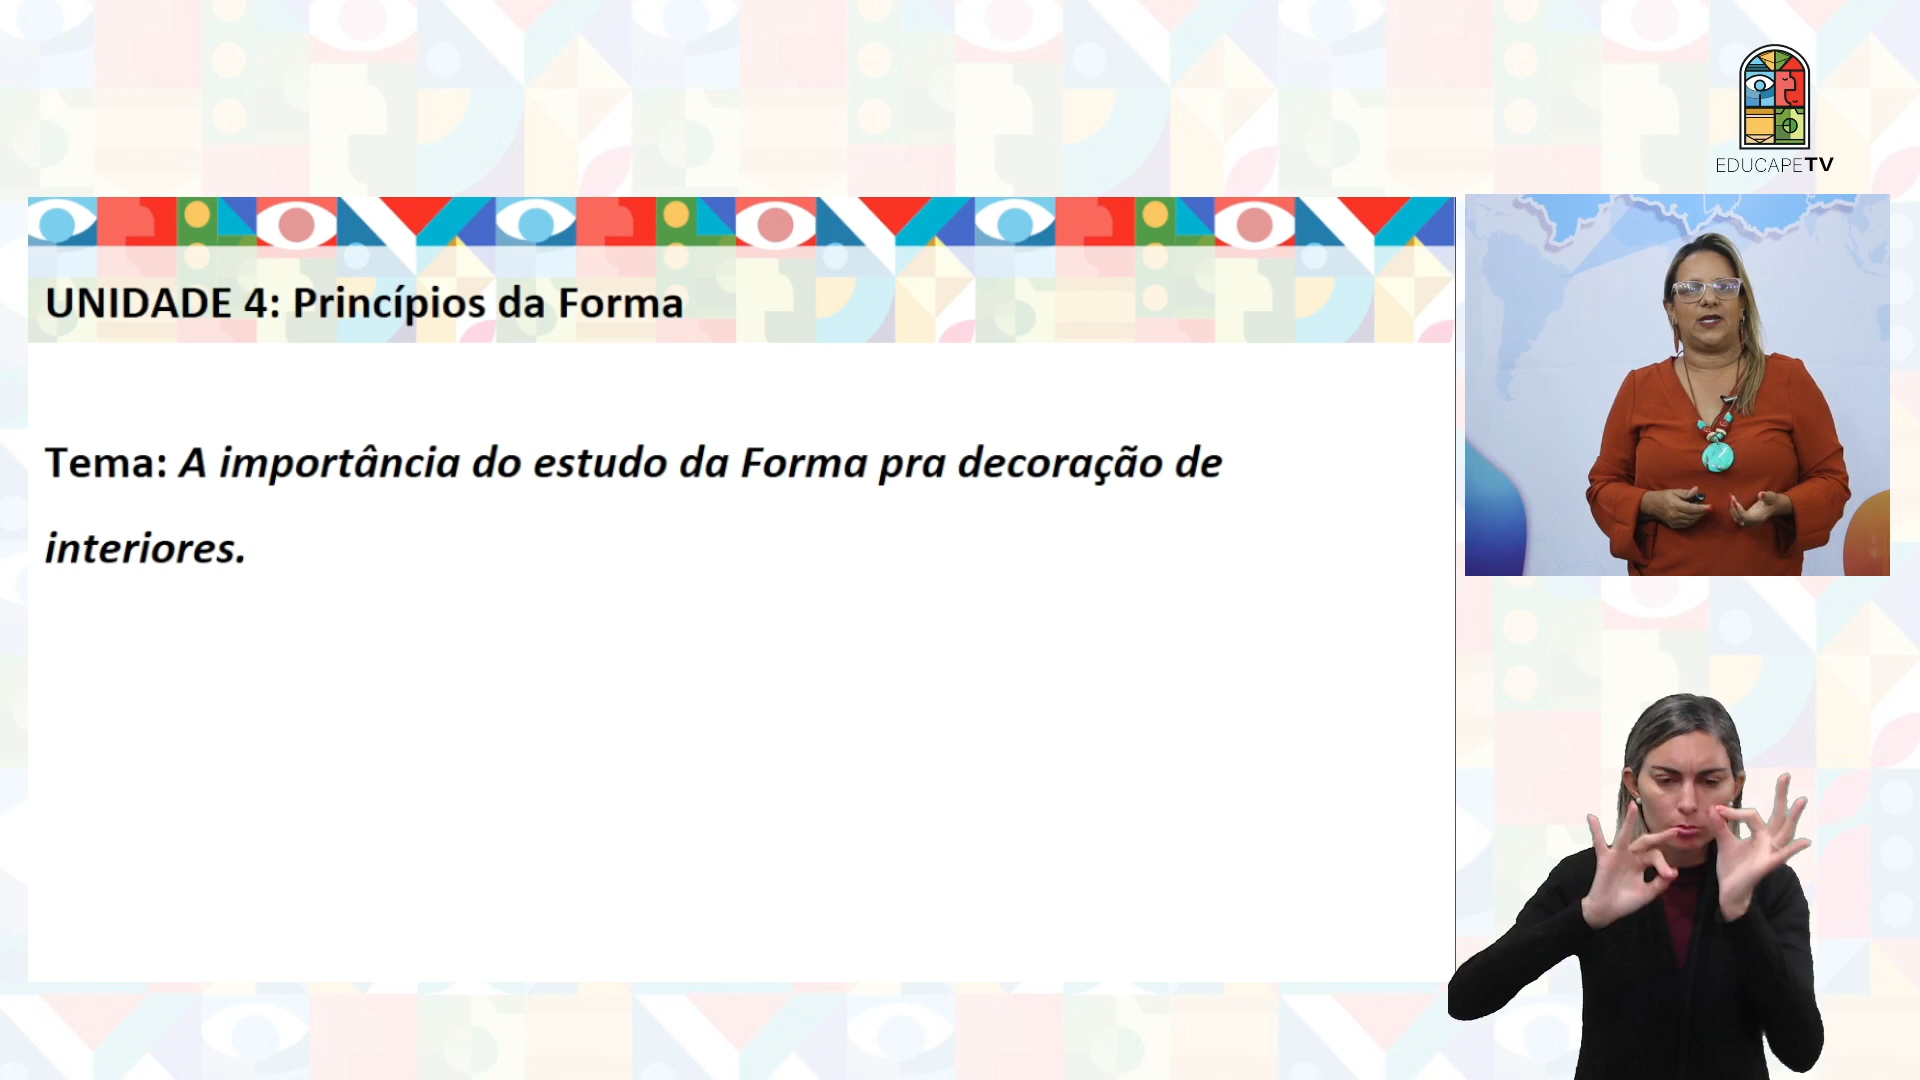 EDUCAPETV
UNIDADE 4: Princípios da Forma
Tema: A importância do estudo da Forma pra decoração de
interiores.